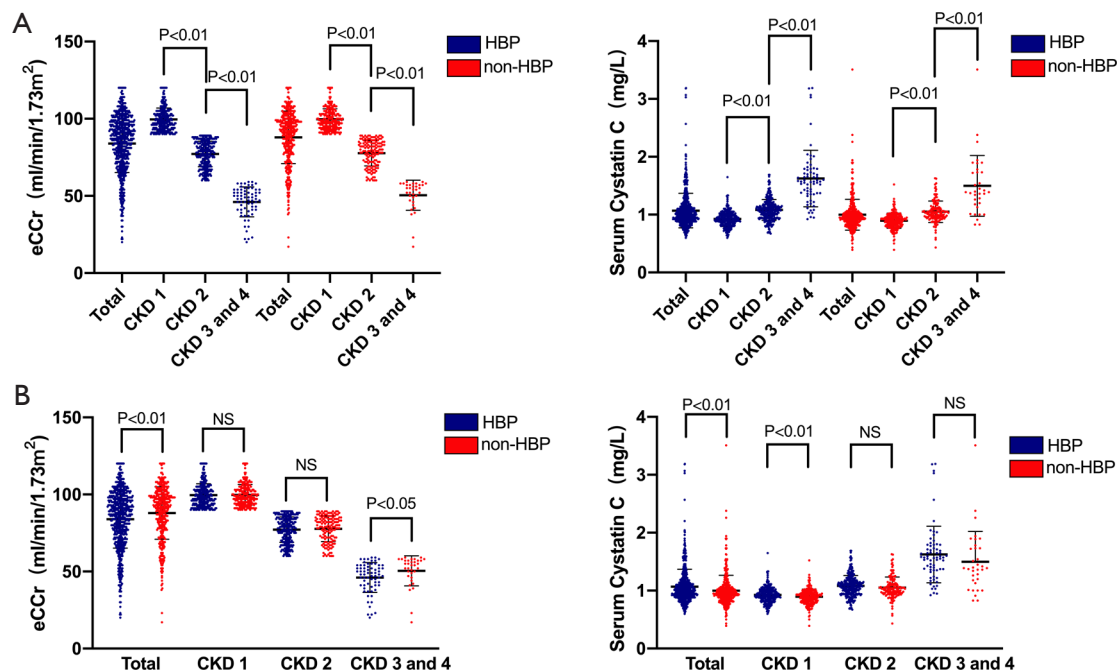 A
150
100
50
0
eCCr (ml/min/1.73m²)
P<0.01
P<0.01
P<0.01
P<0.01
HBP
non-HBP
Total
CKD 1
CKD 2
CKD 3 and 4
Total
CKD 1
CKD 2
CKD 3 and 4
4
3
2
1
0
Serum Cystatin C (mg/L)
P<0.01
P<0.01
P<0.01
P<0.01
HBP
non-HBP
Total
CKD 1
CKD 2
CKD 3 and 4
Total
CKD 1
CKD 2
CKD 3 and 4
B
150
100
50
0
eCCr (ml/min/1.73m²)
P<0.01
NS
NS
P<0.05
HBP
non-HBP
Total
CKD 1
CKD 2
CKD 3 and 4
4
3
2
1
0
Serum Cystatin C (mg/L)
P<0.01
P<0.01
NS
NS
HBP
non-HBP
Total
CKD 1
CKD 2
CKD 3 and 4